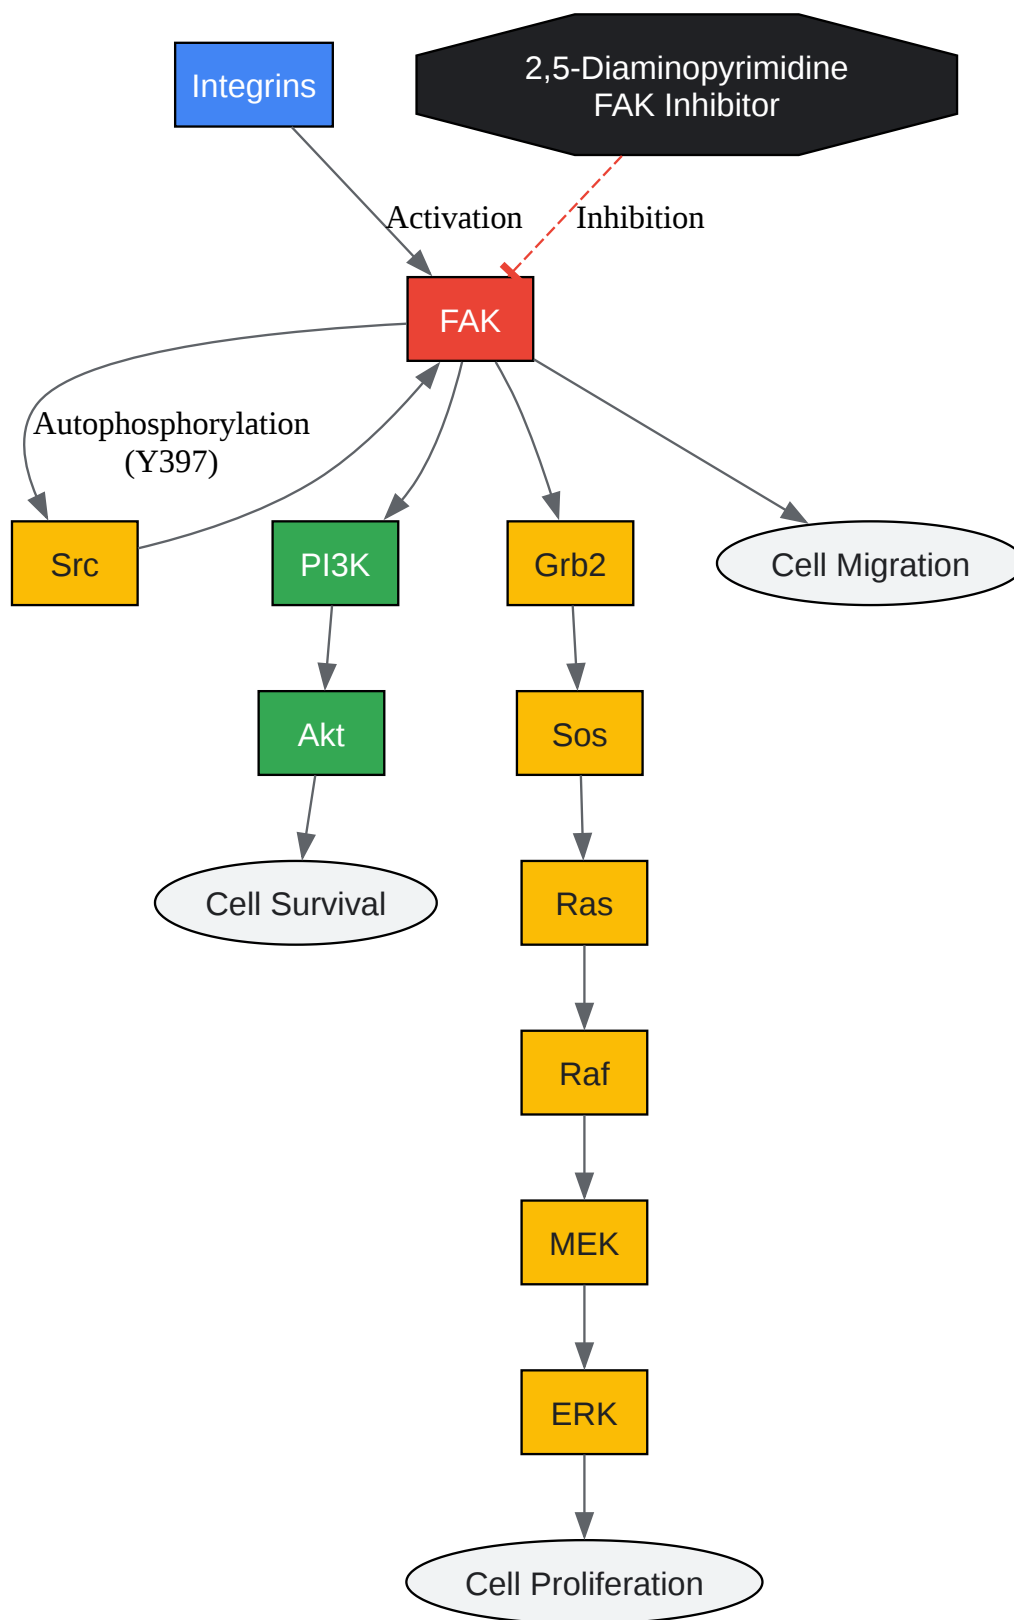 Integrins
2,5-Diaminopyrimidine
FAK Inhibitor
Activation
Inhibition
FAK
Autophosphorylation
(Y397)
Src
PI3K
Grb2
Cell Migration
Akt
Sos
Cell Survival
Ras
Raf
MEK
ERK
Cell Proliferation